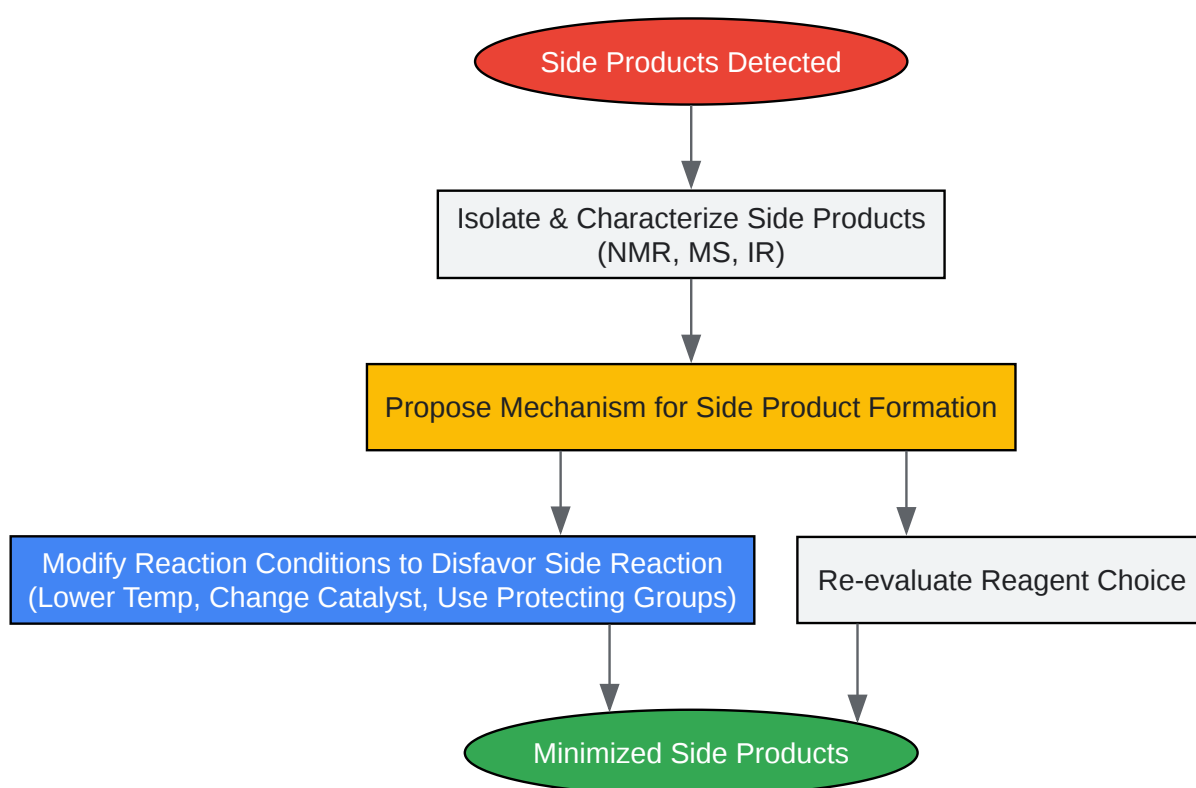 Side Products Detected
Isolate & Characterize Side Products
(NMR, MS, IR)
Propose Mechanism for Side Product Formation
Modify Reaction Conditions to Disfavor Side Reaction
(Lower Temp, Change Catalyst, Use Protecting Groups)
Re-evaluate Reagent Choice
Minimized Side Products